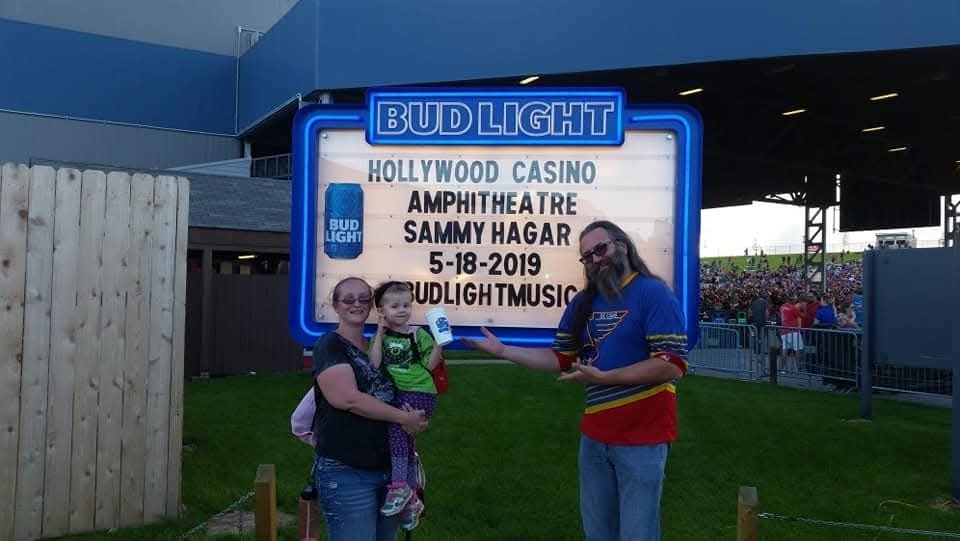 BUD LIGHT
HOLLYWOOD CASINO
AMPHITHEATRE
SAMMY HAGAR
5-18-2019
BUDLIGHTMUSIC
BUD
LIGHT